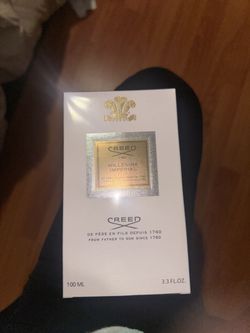 CREED
MILLESIME
IMPERIAL
CREED
DE PÈRE EN FILS DEPUIS 1760
FROM FATHER TO SON SINCE 1760
100 ML
3.3 FL.OZ.